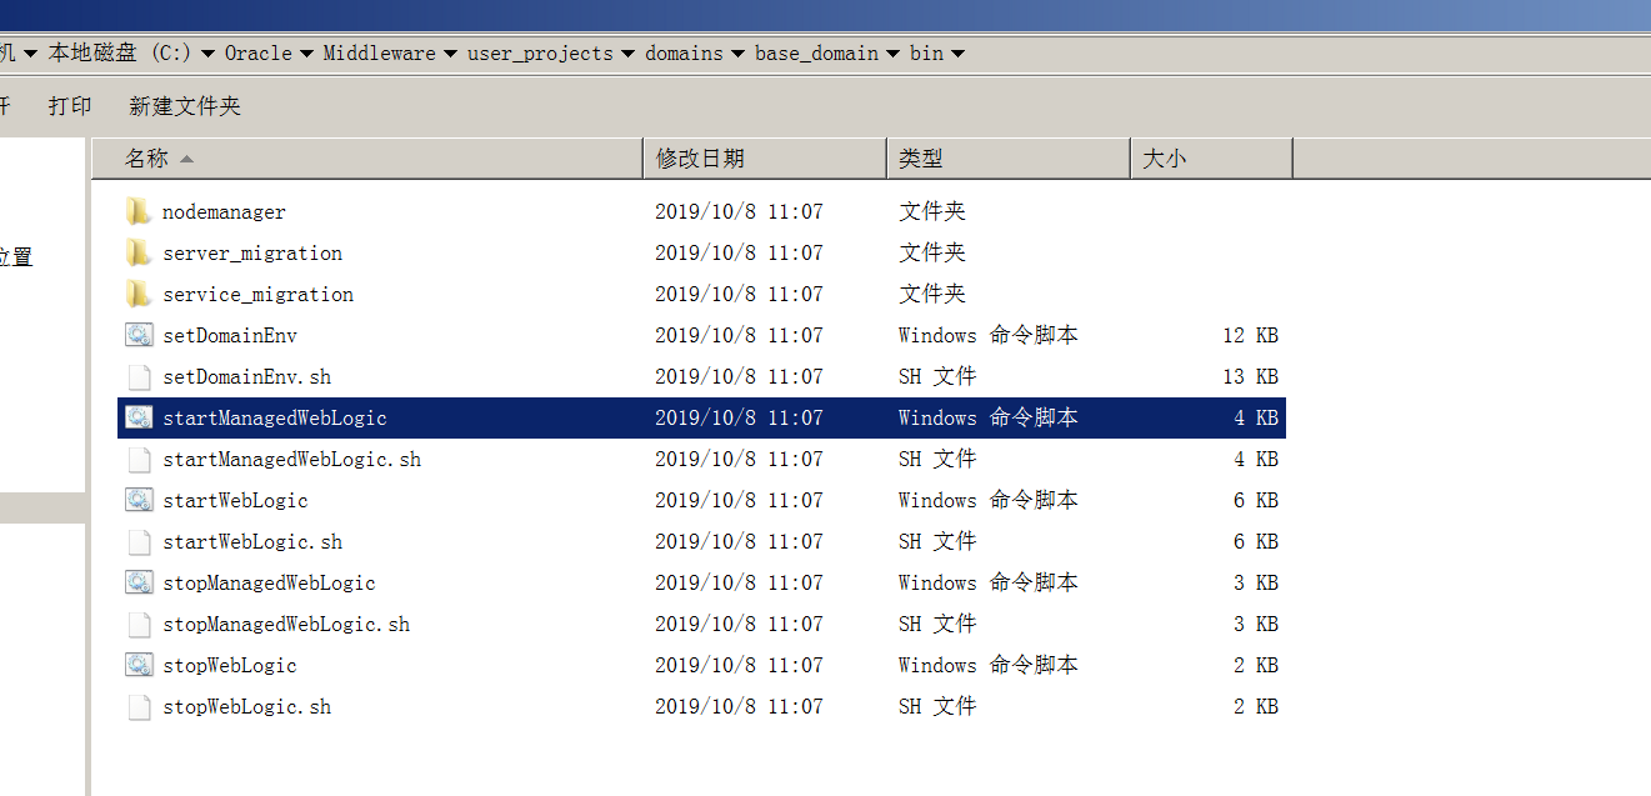 机 本地磁盘 (C:) Oracle Middleware user_projects domains base_domain bin
开 打印 新建文件夹
名称 修改日期 类型 大小
nodemanager 2019/10/8 11:07 文件夹
server_migration 2019/10/8 11:07 文件夹
位置
service_migration 2019/10/8 11:07 文件夹
setDomainEnv 2019/10/8 11:07 Windows 命令脚本 12 KB
setDomainEnv.sh 2019/10/8 11:07 SH 文件 13 KB
startManagedWebLogic 2019/10/8 11:07 Windows 命令脚本 4 KB
startManagedWebLogic.sh 2019/10/8 11:07 SH 文件 4 KB
startWebLogic 2019/10/8 11:07 Windows 命令脚本 6 KB
startWebLogic.sh 2019/10/8 11:07 SH 文件 6 KB
stopManagedWebLogic 2019/10/8 11:07 Windows 命令脚本 3 KB
stopManagedWebLogic.sh 2019/10/8 11:07 SH 文件 3 KB
stopWebLogic 2019/10/8 11:07 Windows 命令脚本 2 KB
stopWebLogic.sh 2019/10/8 11:07 SH 文件 2 KB